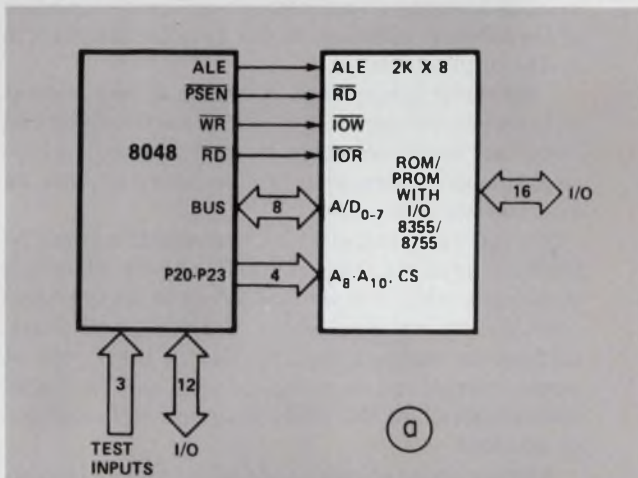 ALE
PSEN
WR
8048
RD
BUS
P20-P23
ALE 2K X 8
RD
IOW
IOR
ROM/
PROM
WITH
I/O
8355/
8755
A/D0-7
A8-A10, CS
8
4
16
I/O
3
12
TEST
INPUTS
I/O
a